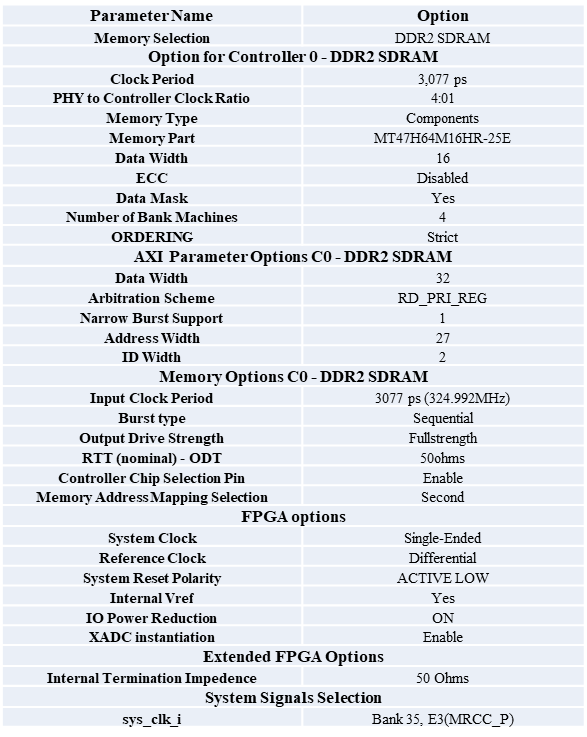 Parameter Name Option
Memory Selection DDR2 SDRAM
Option for Controller 0 - DDR2 SDRAM
Clock Period 3,077 ps
PHY to Controller Clock Ratio 4:01
Memory Type Components
Memory Part MT47H64M16HR-25E
Data Width 16
ECC Disabled
Data Mask Yes
Number of Bank Machines 4
ORDERING Strict
AXI Parameter Options C0 - DDR2 SDRAM
Data Width 32
Arbitration Scheme RD_PRI_REG
Narrow Burst Support 1
Address Width 27
ID Width 2
Memory Options C0 - DDR2 SDRAM
Input Clock Period 3077 ps (324.992MHz)
Burst type Sequential
Output Drive Strength Fullstrength
RTT (nominal) - ODT 50ohms
Controller Chip Selection Pin Enable
Memory Address Mapping Selection Second
FPGA options
System Clock Single-Ended
Reference Clock Differential
System Reset Polarity ACTIVE LOW
Internal Vref Yes
IO Power Reduction ON
XADC instantiation Enable
Extended FPGA Options
Internal Termination Impedence 50 Ohms
System Signals Selection
sys_clk_i Bank 35, E3(MRCC_P)